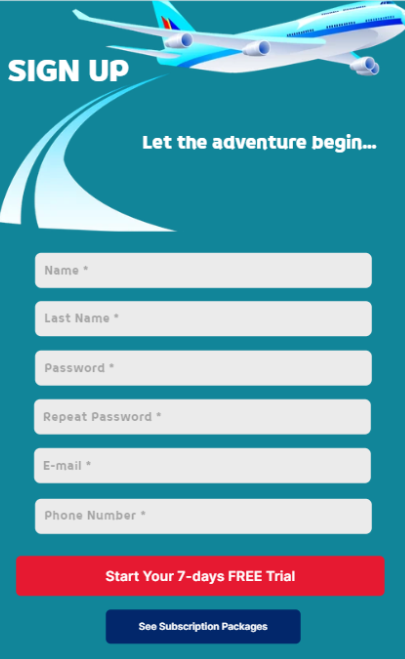 SIGN UP
Let the adventure begin...
Name *
Last Name *
Password *
Repeat Password *
E-mail *
Phone Number *
Start Your 7-days FREE Trial
See Subscription Packages